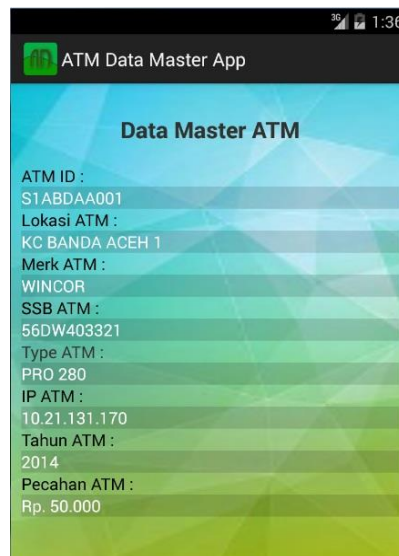 3G 1:36
ATM Data Master App
Data Master ATM
ATM ID :
S1ABDAA001
Lokasi ATM :
KC BANDA ACEH 1
Merk ATM :
WINCOR
SSB ATM :
56DW403321
Type ATM :
PRO 280
IP ATM :
10.21.131.170
Tahun ATM :
2014
Pecahan ATM :
Rp. 50.000